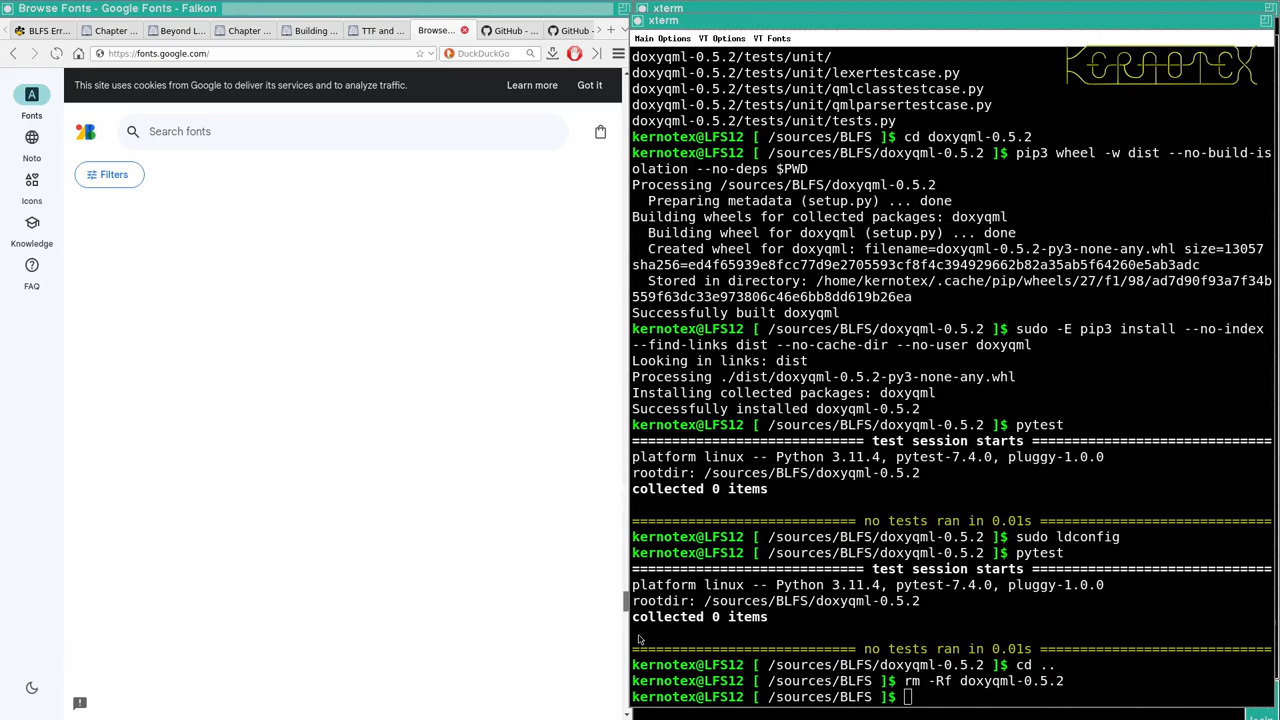 Browse Fonts - Google Fonts - Falkon
BLFS Err...
Chapter ...
Beyond L...
Chapter ...
Building ...
TTF and ...
Browse...
GitHub - ...
GitHub
https://fonts.google.com/
DuckDuckGo
This site uses cookies from Google to deliver its services and to analyze traffic.
Learn more
Got it
Fonts
Noto
Icons
Knowledge
FAQ
Search fonts
Filters
xterm
xterm
Main Options VT Options VT Fonts
KERNOTEX
doxyqml-0.5.2/tests/unit/
doxyqml-0.5.2/tests/unit/lexertestcase.py
doxyqml-0.5.2/tests/unit/qmlclasstestcase.py
doxyqml-0.5.2/tests/unit/qmlparsertestcase.py
doxyqml-0.5.2/tests/unit/tests.py
kernotex@LFS12 [ /sources/BLFS ]$ cd doxyqml-0.5.2
kernotex@LFS12 [ /sources/BLFS/doxyqml-0.5.2 ]$ pip3 wheel -w dist --no-build-is
olation --no-deps $PWD
Processing /sources/BLFS/doxyqml-0.5.2
  Preparing metadata (setup.py) ... done
Building wheels for collected packages: doxyqml
  Building wheel for doxyqml (setup.py) ... done
  Created wheel for doxyqml: filename=doxyqml-0.5.2-py3-none-any.whl size=13057
sha256=ed4f65939e8fcc77d9e2705593cf8f4c394929662b82a35ab5f64260e5ab3adc
  Stored in directory: /home/kernotex/.cache/pip/wheels/27/f1/98/ad7d90f93a7f34b
559f63dc33e973806c46e6bb8dd619b26ea
Successfully built doxyqml
kernotex@LFS12 [ /sources/BLFS/doxyqml-0.5.2 ]$ sudo -E pip3 install --no-index
--find-links dist --no-cache-dir --no-user doxyqml
Looking in links: dist
Processing ./dist/doxyqml-0.5.2-py3-none-any.whl
Installing collected packages: doxyqml
Successfully installed doxyqml-0.5.2
kernotex@LFS12 [ /sources/BLFS/doxyqml-0.5.2 ]$ pytest
============================ test session starts =============================
platform linux -- Python 3.11.4, pytest-7.4.0, pluggy-1.0.0
rootdir: /sources/BLFS/doxyqml-0.5.2
collected 0 items
============================ no tests ran in 0.01s =============================
kernotex@LFS12 [ /sources/BLFS/doxyqml-0.5.2 ]$ sudo ldconfig
kernotex@LFS12 [ /sources/BLFS/doxyqml-0.5.2 ]$ pytest
============================ test session starts =============================
platform linux -- Python 3.11.4, pytest-7.4.0, pluggy-1.0.0
rootdir: /sources/BLFS/doxyqml-0.5.2
collected 0 items
============================ no tests ran in 0.01s =============================
kernotex@LFS12 [ /sources/BLFS/doxyqml-0.5.2 ]$ cd ..
kernotex@LFS12 [ /sources/BLFS ]$ rm -Rf doxyqml-0.5.2
kernotex@LFS12 [ /sources/BLFS ]$